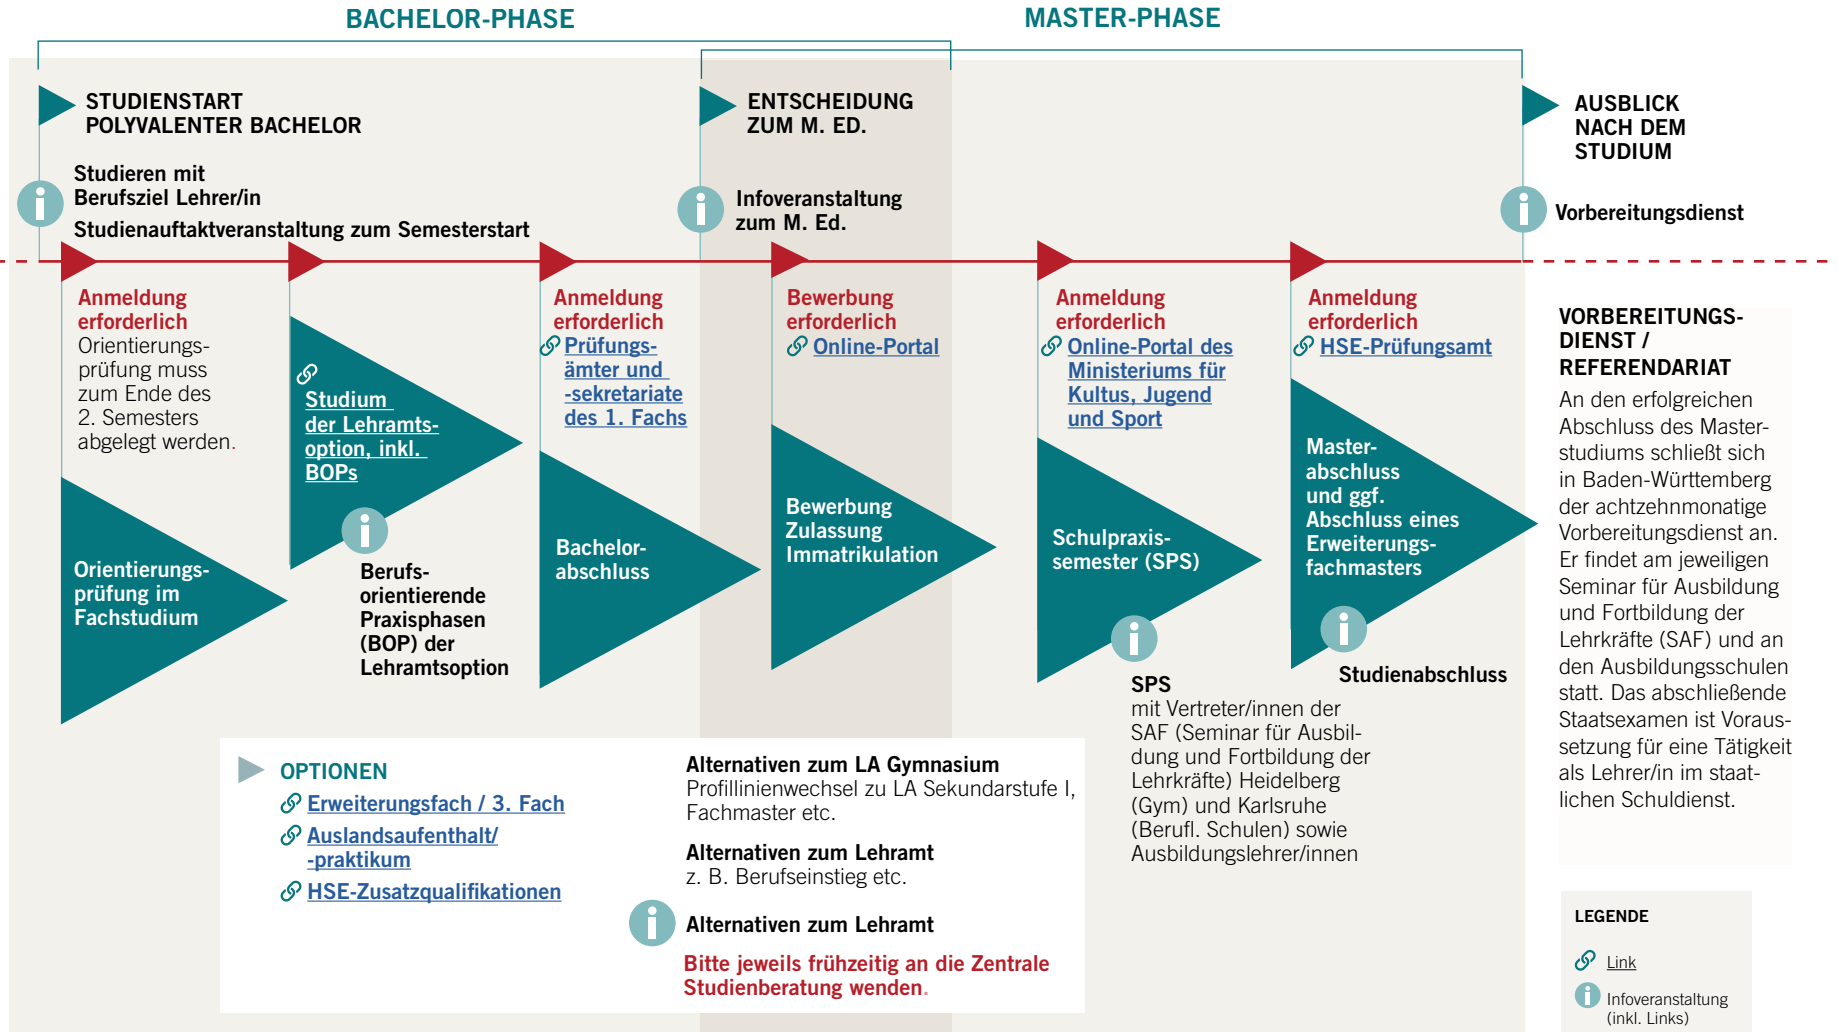 BACHELOR-PHASE
MASTER-PHASE
STUDIENSTART
POLYVALENTER BACHELOR
Studieren mit
Berufsziel Lehrer/in
Studienauftaktveranstaltung zum Semesterstart
ENTSCHEIDUNG
ZUM M. ED.
Infoveranstaltung
zum M. Ed.
AUSBLICK
NACH DEM
STUDIUM
Vorbereitungsdienst
Anmeldung
erforderlich
Orientierungs-
prüfung muss
zum Ende des
2. Semesters
abgelegt werden.
Orientierungs-
prüfung im
Fachstudium
Studium
der Lehramts-
option, inkl.
BOPs
Berufs-
orientierende
Praxisphasen
(BOP) der
Lehramtsoption
Anmeldung
erforderlich
Prüfungs-
ämter und
-sekretariate
des 1. Fachs
Bachelor-
abschluss
Bewerbung
erforderlich
Online-Portal
Bewerbung
Zulassung
Immatrikulation
Anmeldung
erforderlich
Online-Portal des
Ministeriums für
Kultus, Jugend
und Sport
Schulpraxis-
semester (SPS)
SPS
mit Vertreter/innen der
SAF (Seminar für Ausbil-
dung und Fortbildung der
Lehrkräfte) Heidelberg
(Gym) und Karlsruhe
(Berufl. Schulen) sowie
Ausbildungslehrer/innen
Anmeldung
erforderlich
HSE-Prüfungsamt
Master-
abschluss
und ggf.
Abschluss eines
Erweiterungs-
fachmasters
Studienabschluss
VORBEREITUNGS-
DIENST /
REFERENDARIAT
An den erfolgreichen
Abschluss des Master-
studiums schließt sich
in Baden-Württemberg
der achtzehnmonatige
Vorbereitungsdienst an.
Er findet am jeweiligen
Seminar für Ausbildung
und Fortbildung der
Lehrkräfte (SAF) und an
den Ausbildungsschulen
statt. Das abschließende
Staatsexamen ist Voraus-
setzung für eine Tätigkeit
als Lehrer/in im staat-
lichen Schuldienst.
OPTIONEN
Erweiterungsfach / 3. Fach
Auslandsaufenthalt/
-praktikum
HSE-Zusatzqualifikationen
Alternativen zum LA Gymnasium
Profillinienwechsel zu LA Sekundarstufe I,
Fachmaster etc.
Alternativen zum Lehramt
z. B. Berufseinstieg etc.
Alternativen zum Lehramt
Bitte jeweils frühzeitig an die Zentrale
Studienberatung wenden.
LEGENDE
Link
Infoveranstaltung
(inkl. Links)